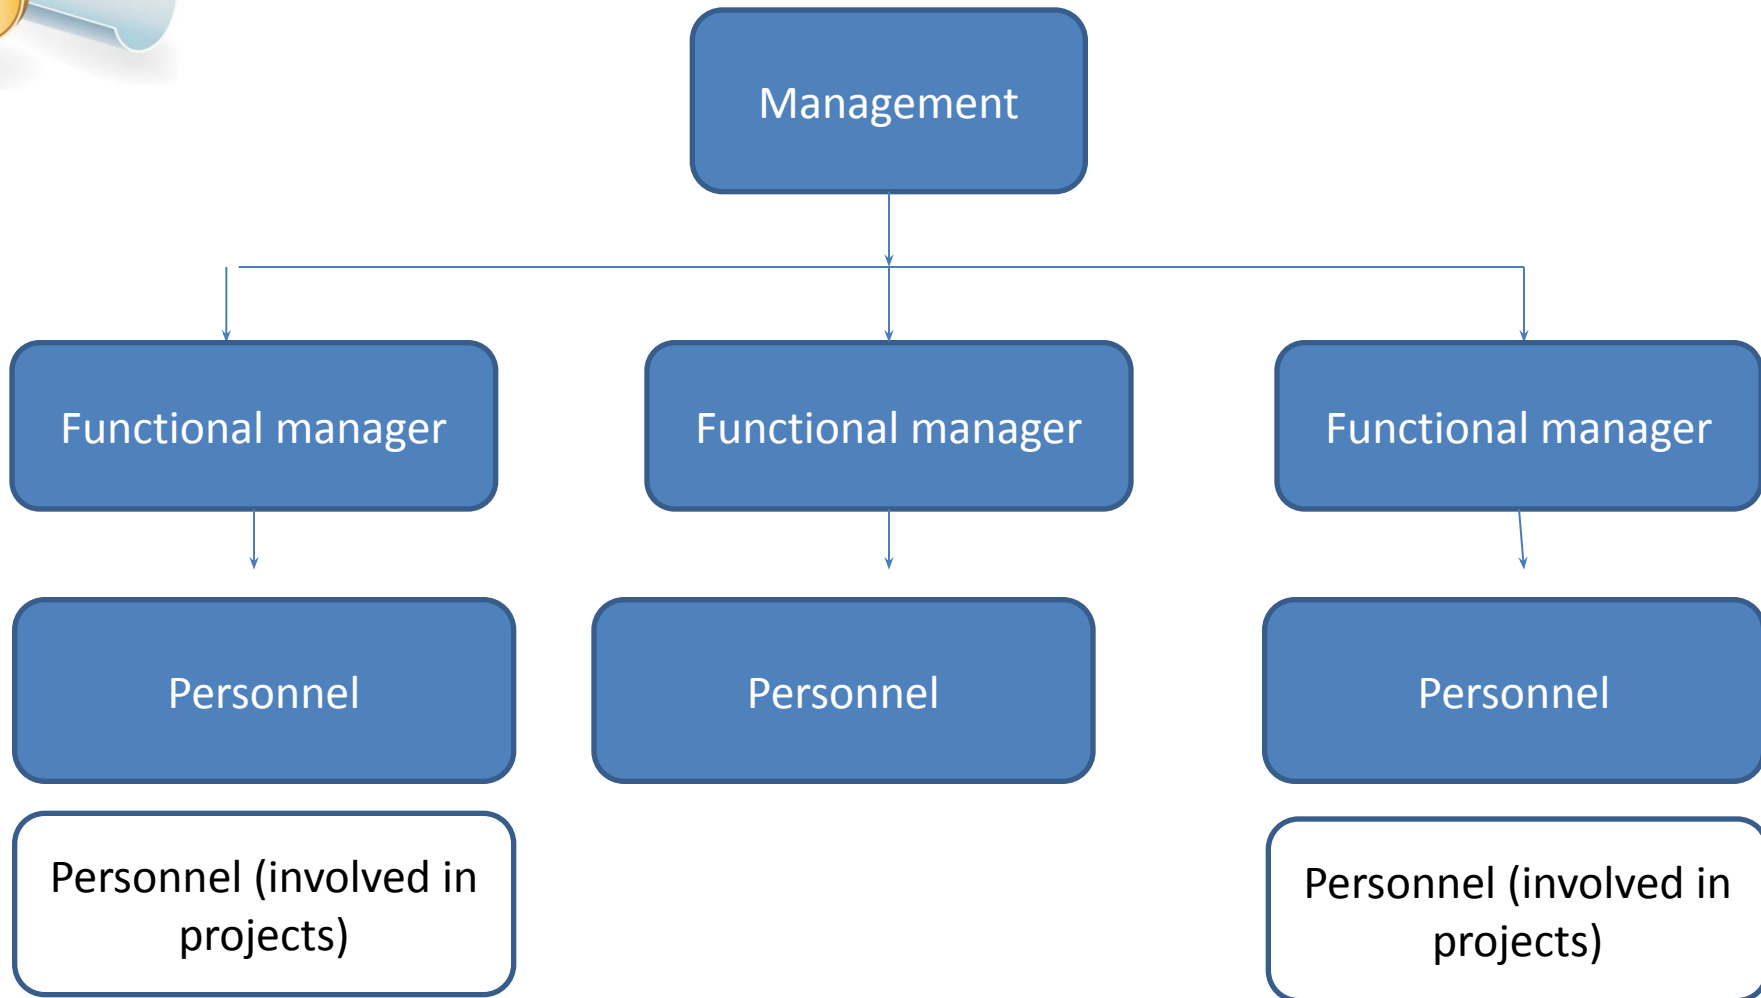 Management
Functional manager
Functional manager
Functional manager
Personnel
Personnel
Personnel
Personnel (involved in
projects)
Personnel (involved in
projects)